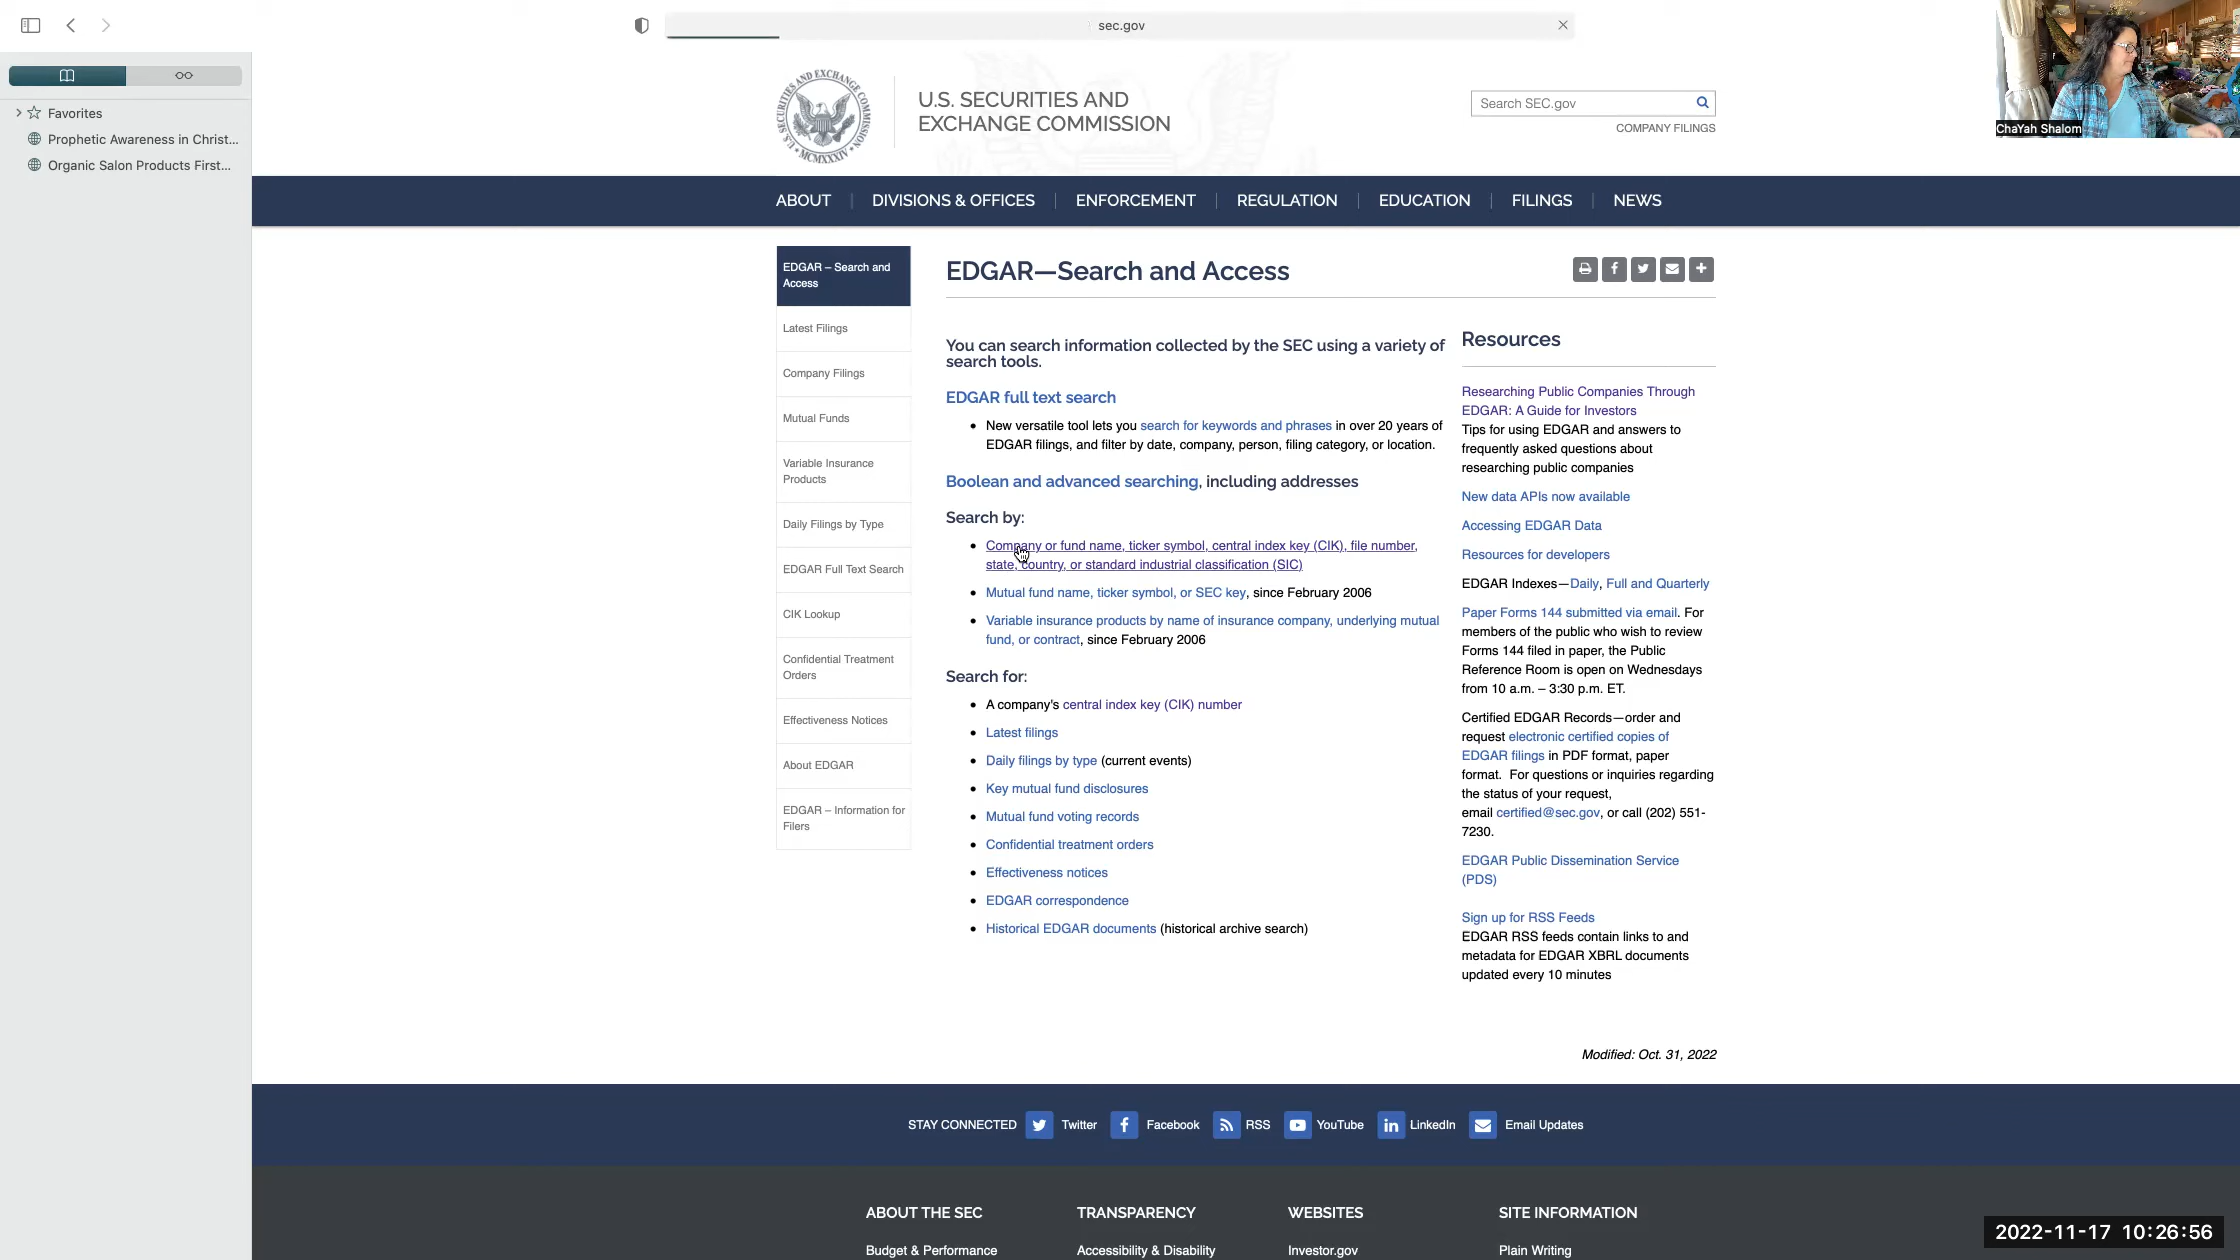 sec.gov
Favorites
Prophetic Awareness in Christ...
Organic Salon Products First...
U.S. SECURITIES AND
EXCHANGE COMMISSION
Search SEC.gov
COMPANY FILINGS
ChaYah Shalom
U.S. SECURITIES AND EXCHANGE COMMISSION
MCMXXXIV
ABOUT
DIVISIONS & OFFICES
ENFORCEMENT
REGULATION
EDUCATION
FILINGS
NEWS
EDGAR – Search and
Access
Latest Filings
Company Filings
Mutual Funds
Variable Insurance
Products
Daily Filings by Type
EDGAR Full Text Search
CIK Lookup
Confidential Treatment
Orders
Effectiveness Notices
About EDGAR
EDGAR – Information for
Filers
EDGAR—Search and Access
You can search information collected by the SEC using a variety of
search tools.
EDGAR full text search
New versatile tool lets you search for keywords and phrases in over 20 years of
EDGAR filings, and filter by date, company, person, filing category, or location.
Boolean and advanced searching, including addresses
Search by:
Company or fund name, ticker symbol, central index key (CIK), file number,
state, country, or standard industrial classification (SIC)
Mutual fund name, ticker symbol, or SEC key, since February 2006
Variable insurance products by name of insurance company, underlying mutual
fund, or contract, since February 2006
Search for:
A company's central index key (CIK) number
Latest filings
Daily filings by type (current events)
Key mutual fund disclosures
Mutual fund voting records
Confidential treatment orders
Effectiveness notices
EDGAR correspondence
Historical EDGAR documents (historical archive search)
Resources
Researching Public Companies Through
EDGAR: A Guide for Investors
Tips for using EDGAR and answers to
frequently asked questions about
researching public companies
New data APIs now available
Accessing EDGAR Data
Resources for developers
EDGAR Indexes—Daily, Full and Quarterly
Paper Forms 144 submitted via email. For
members of the public who wish to review
Forms 144 filed in paper, the Public
Reference Room is open on Wednesdays
from 10 a.m. – 3:30 p.m. ET.
Certified EDGAR Records—order and
request electronic certified copies of
EDGAR filings in PDF format, paper
format. For questions or inquiries regarding
the status of your request,
email certified@sec.gov, or call (202) 551-
7230.
EDGAR Public Dissemination Service
(PDS)
Sign up for RSS Feeds
EDGAR RSS feeds contain links to and
metadata for EDGAR XBRL documents
updated every 10 minutes
Modified: Oct. 31, 2022
STAY CONNECTED
Twitter
Facebook
RSS
YouTube
LinkedIn
Email Updates
ABOUT THE SEC
TRANSPARENCY
WEBSITES
SITE INFORMATION
Budget & Performance
Accessibility & Disability
Investor.gov
Plain Writing
2022-11-17 10:26:56